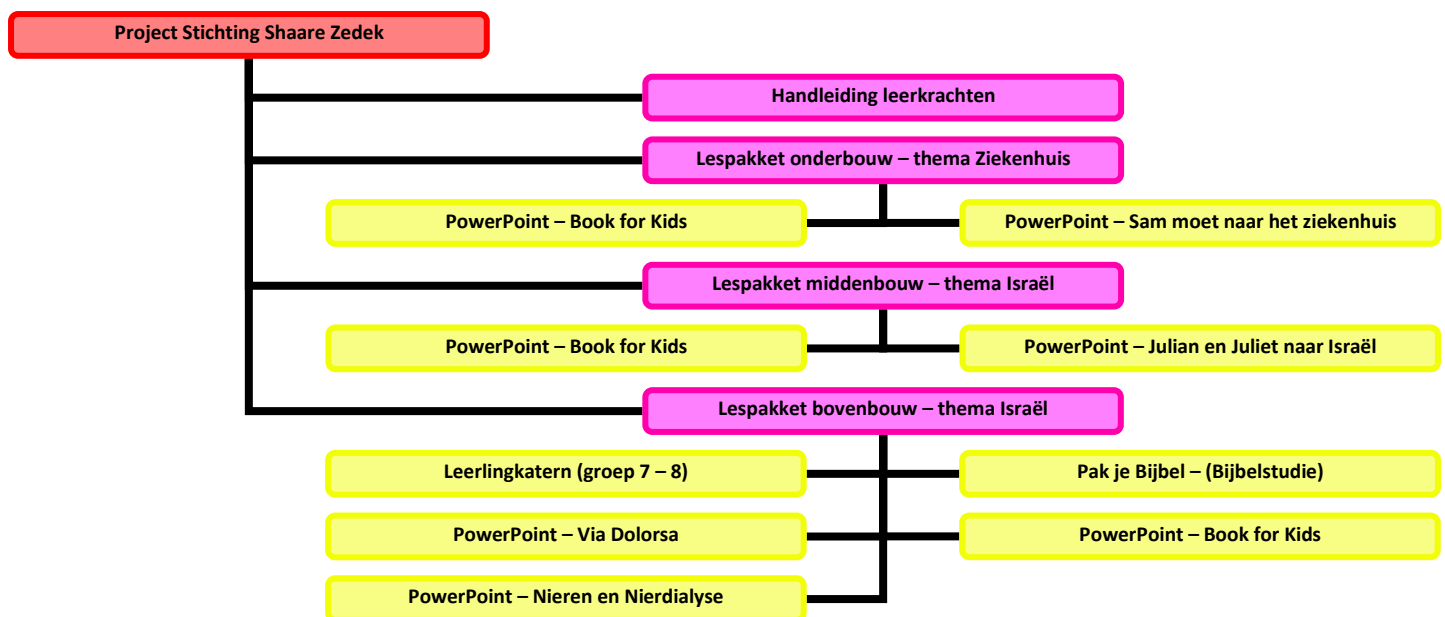 Project Stichting Shaare Zedek
Handleiding leerkrachten
Lespakket onderbouw – thema Ziekenhuis
PowerPoint – Book for Kids
PowerPoint – Sam moet naar het ziekenhuis
Lespakket middenbouw – thema Israël
PowerPoint – Book for Kids
PowerPoint – Julian en Juliet naar Israël
Lespakket bovenbouw – thema Israël
Leerlingkatern (groep 7 – 8)
Pak je Bijbel – (Bijbelstudie)
PowerPoint – Via Dolorsa
PowerPoint – Book for Kids
PowerPoint – Nieren en Nierdialyse